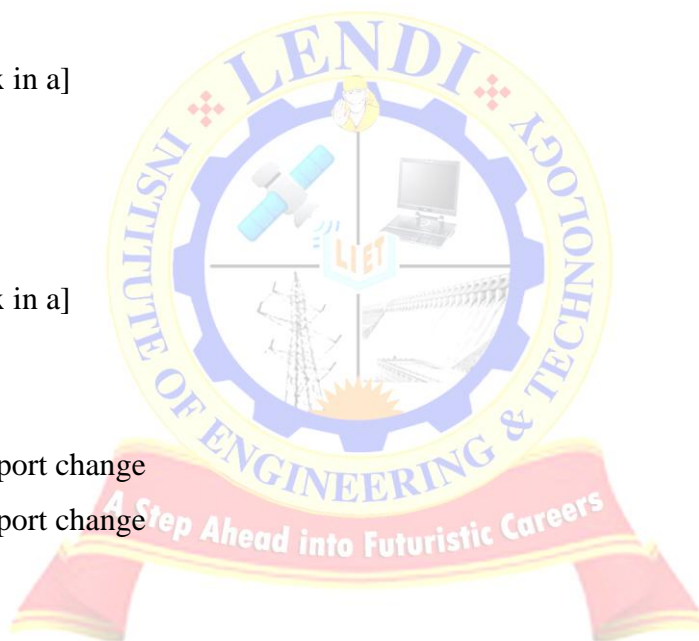 LENDI
k in a]
INSTITUTE OF ENGINEERING & TECHNOLOGY
LIET
k in a]
port change
port change
A Step Ahead into Futuristic Careers